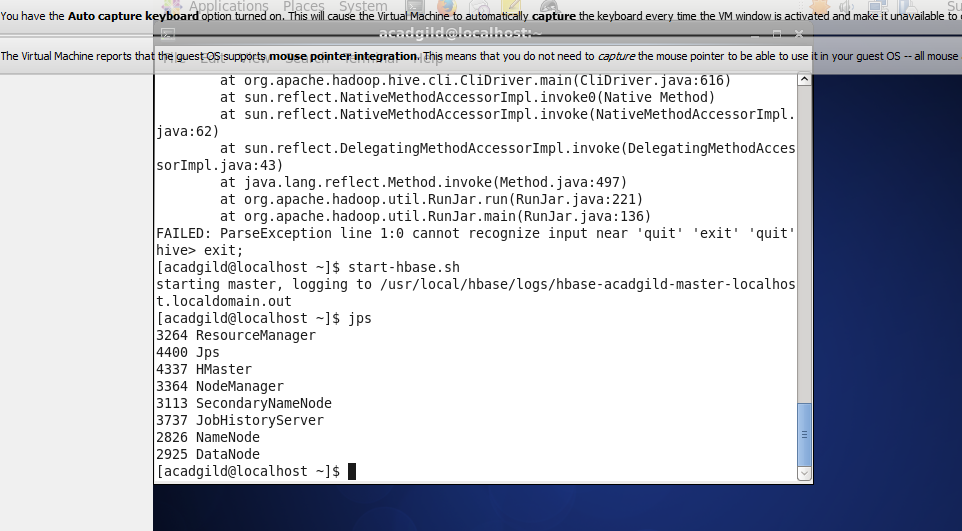 Applications Places System
You have the Auto capture keyboard option turned on. This will cause the Virtual Machine to automatically capture the keyboard every time the VM window is activated and make it unavailable to
acadgild@localhost:~
The Virtual Machine reports that the guest OS supports mouse pointer integration. This means that you do not need to capture the mouse pointer to be able to use it in your guest OS -- all mouse
File Edit View Search Terminal Help
at org.apache.hadoop.hive.cli.CliDriver.main(CliDriver.java:616)
at sun.reflect.NativeMethodAccessorImpl.invoke0(Native Method)
at sun.reflect.NativeMethodAccessorImpl.invoke(NativeMethodAccessorImpl.
java:62)
at sun.reflect.DelegatingMethodAccessorImpl.invoke(DelegatingMethodAcces
sorImpl.java:43)
at java.lang.reflect.Method.invoke(Method.java:497)
at org.apache.hadoop.util.RunJar.run(RunJar.java:221)
at org.apache.hadoop.util.RunJar.main(RunJar.java:136)
FAILED: ParseException line 1:0 cannot recognize input near 'quit' 'exit' 'quit'
hive> exit;
[acadgild@localhost ~]$ start-hbase.sh
starting master, logging to /usr/local/hbase/logs/hbase-acadgild-master-localhos
t.localdomain.out
[acadgild@localhost ~]$ jps
3264 ResourceManager
4400 Jps
4337 HMaster
3364 NodeManager
3113 SecondaryNameNode
3737 JobHistoryServer
2826 NameNode
2925 DataNode
[acadgild@localhost ~]$